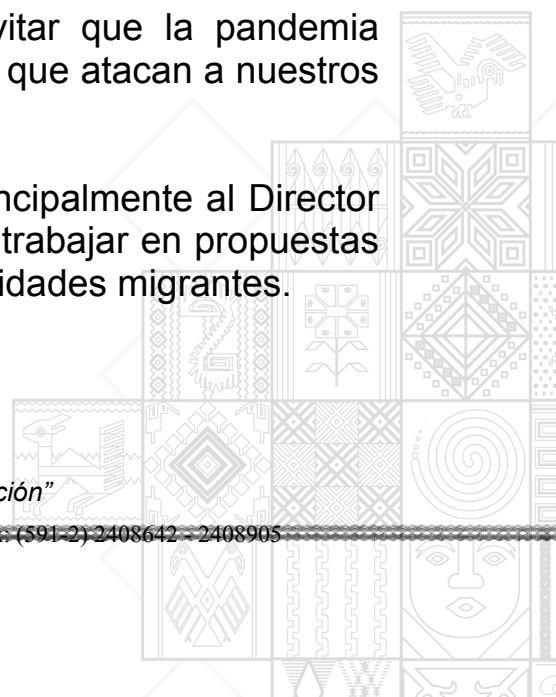 vitar que la pandemia
que atacan a nuestros
ncipalmente al Director
trabajar en propuestas
idades migrantes.
ción”
: (591-2) 2408642 - 2408905